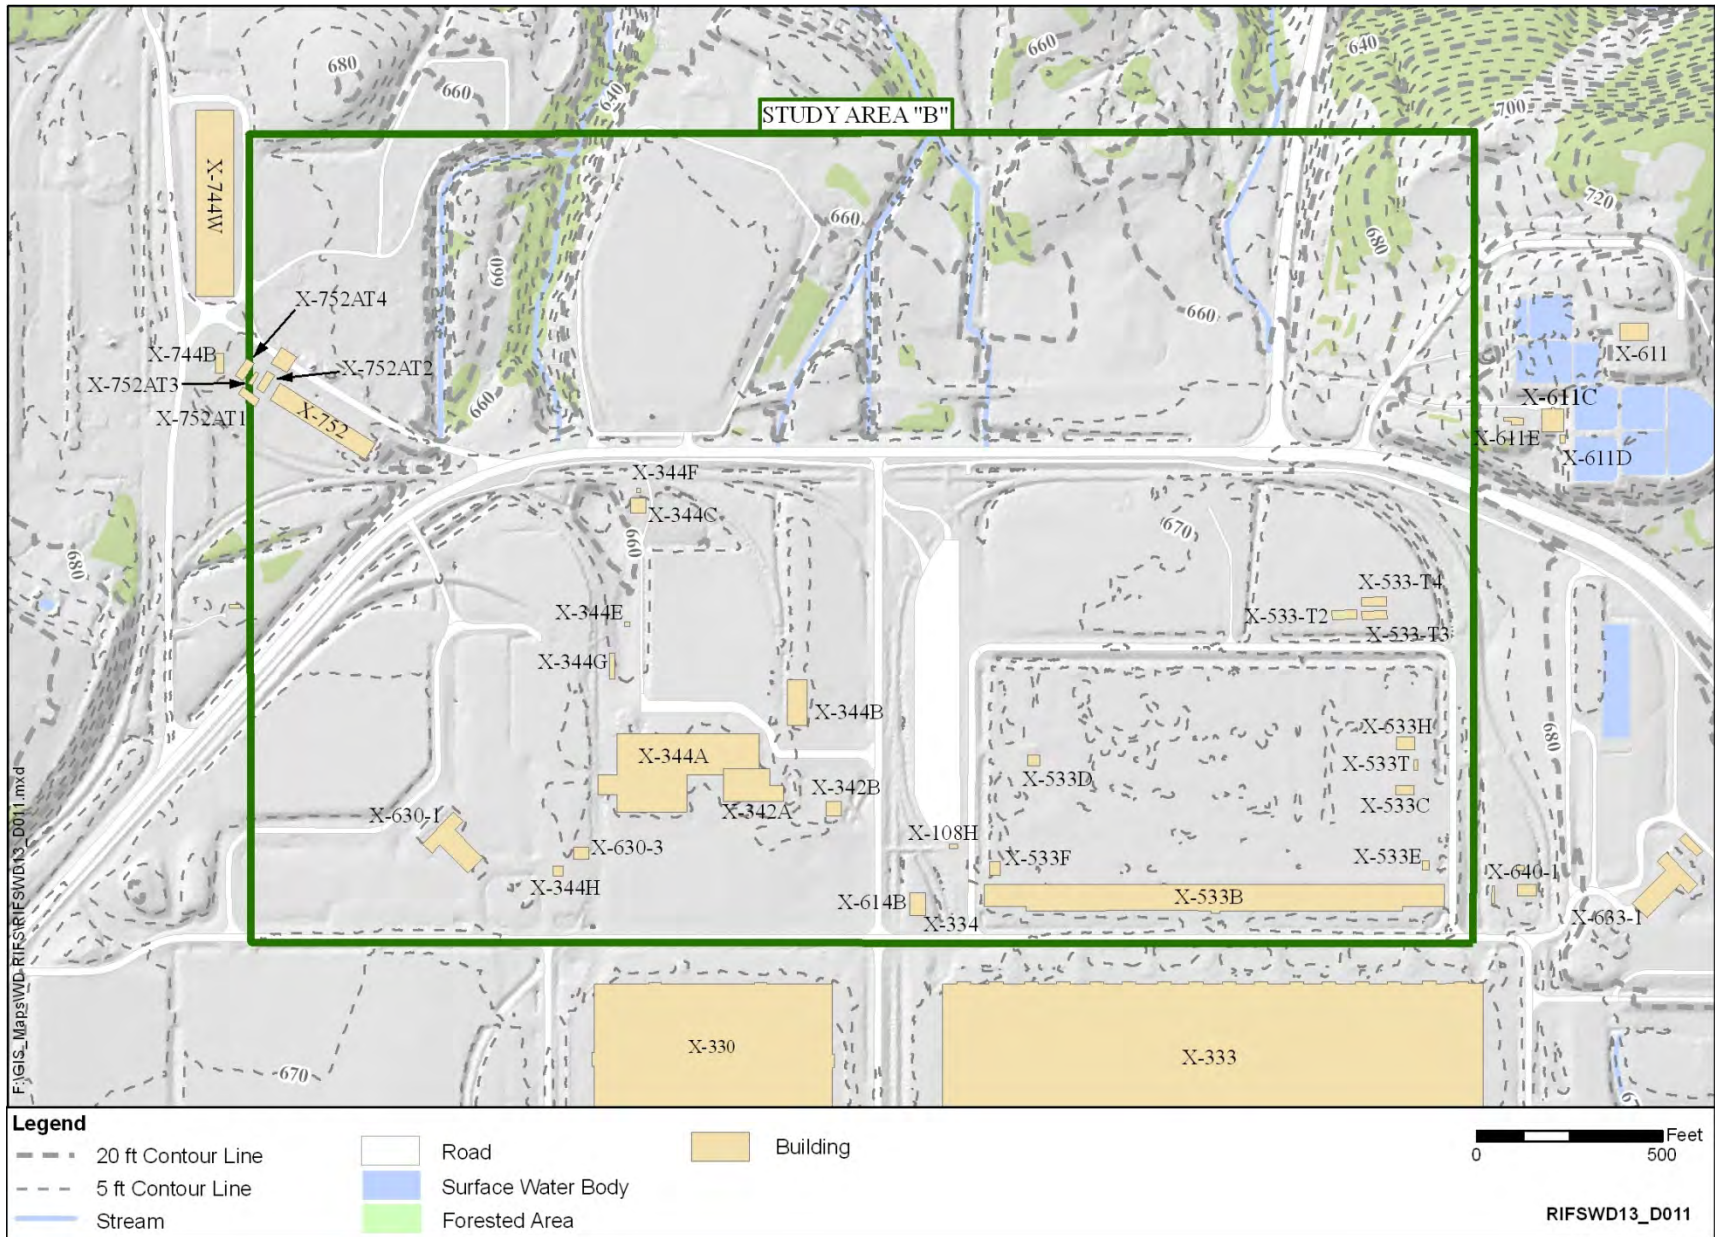 680
660
640
660
640
700
STUDY AREA "B"
X-744W
660
660
680
720
X-752AT4
660
X-744B
X-752AT2
X-611
X-752AT3
X-611C
X-752AT1
X-752
660
X-611E
X-611D
X-344F
X-344C
670
660
680
X-533-T4
X-344E
X-533-T2
X-533-T3
X-344G
X-344B
680
X-533H
X-344A
X-533T
X-533D
X-342B
X-533C
X-342A
X-630-1
X-108H
X-630-3
X-533F
X-533E
X-344H
X-640-1
X-614B
X-533B
X-334
X-633-1
F:\GIS_Maps\WD RIFS\RIFSWD13_D011.mxd
X-330
X-333
670
Legend
20 ft Contour Line
5 ft Contour Line
Stream
Road
Surface Water Body
Forested Area
Building
Feet
0 500
RIFSWD13_D011